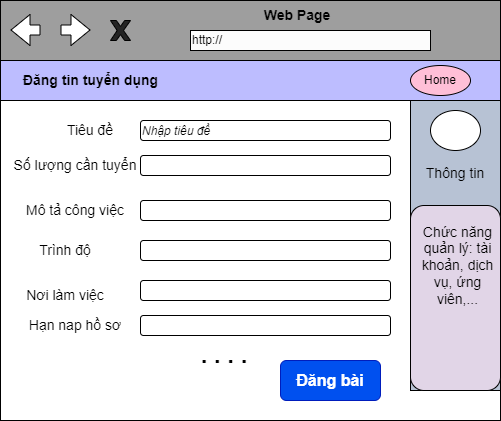 Web Page
http://
Đăng tin tuyển dụng
Home
Tiêu đề
Nhập tiêu đề
Số lượng cần tuyển
Thông tin
Mô tả công việc
Chức năng
quản lý: tài
khoản, dịch
vụ, ứng
viên,...
Trình độ
Nơi làm việc
Hạn nap hồ sơ
. . . .
Đăng bài